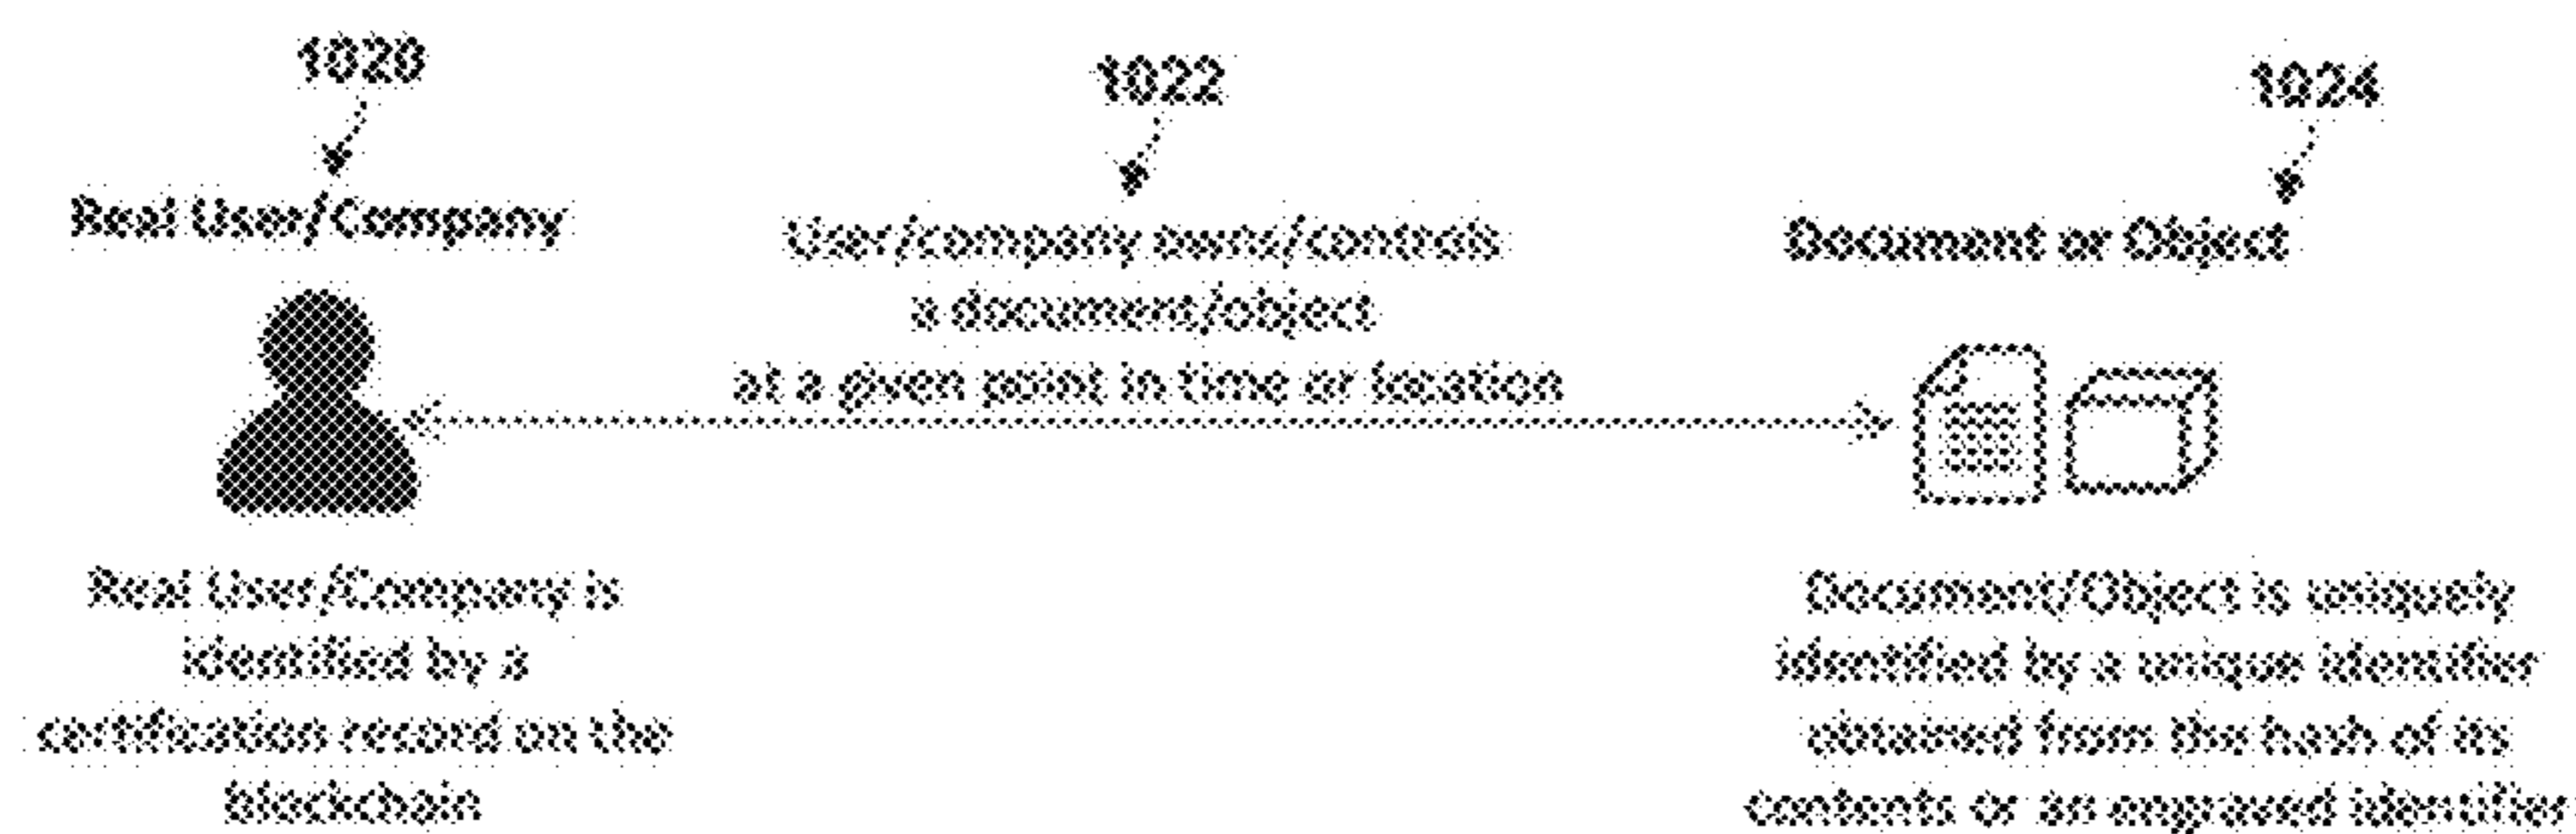 1020
1022
1024
Real User/Company
User/company owns/controls
a document/object
at a given point in time or location
Document or Object
Real User/Company is
identified by a
certification record on the
blockchain
Document/Object is uniquely
identified by a unique identifier
obtained from the hash of its
contents or an engraved identifier